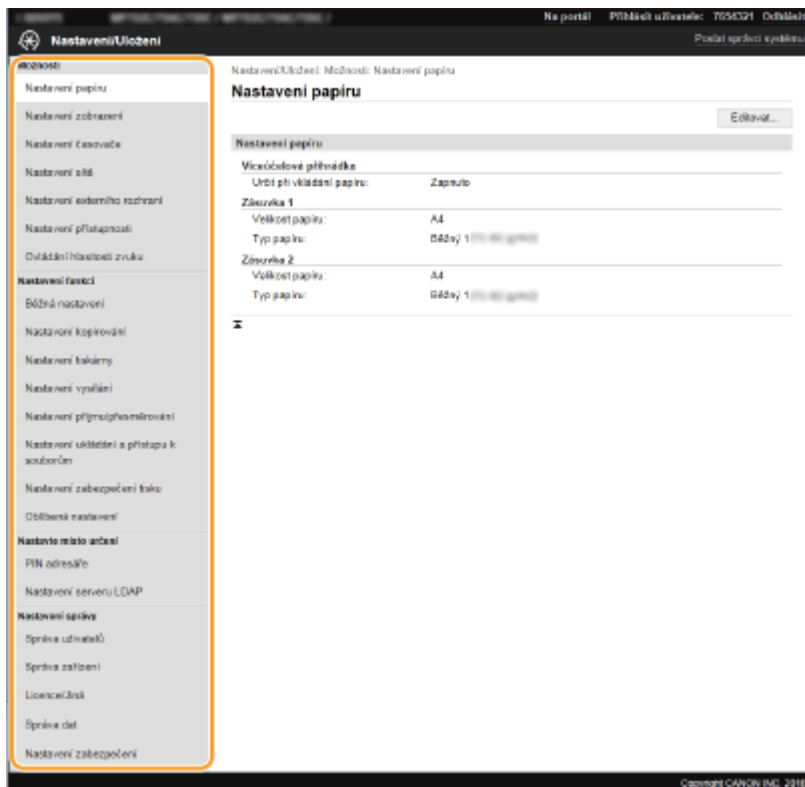 Na portál Přihlásit uživatele: 7654321 Odhlásit
Nastavení/Uložení
Poslat správci systému
Možnosti
Nastavení papíru
Nastavení zobrazení
Nastavení časovače
Nastavení sítě
Nastavení externího rozhraní
Nastavení přístupnosti
Ovládání hlasitosti zvuku
Nastavení funkcí
Běžná nastavení
Nastavení kopírování
Nastavení tiskárny
Nastavení vysílání
Nastavení příjmu/přesměrování
Nastavení ukládání a přístupu k
souborům
Nastavení zabezpečení tisku
Oblíbená nastavení
Nastavte místo určení
PIN adresáře
Nastavení serveru LDAP
Nastavení správy
Správa uživatelů
Správa zařízení
Licence/Jiná
Správa dat
Nastavení zabezpečení
Nastavení/Uložení: Možnosti: Nastavení papíru
Nastavení papíru
Editovat...
Nastavení papíru
Víceúčelová přihrádka
Určit při vkládání papíru: Zapnuto
Zásuvka 1
Velikost papíru: A4
Typ papíru: Běžný 1
Zásuvka 2
Velikost papíru: A4
Typ papíru: Běžný 1
Copyright CANON INC. 2016